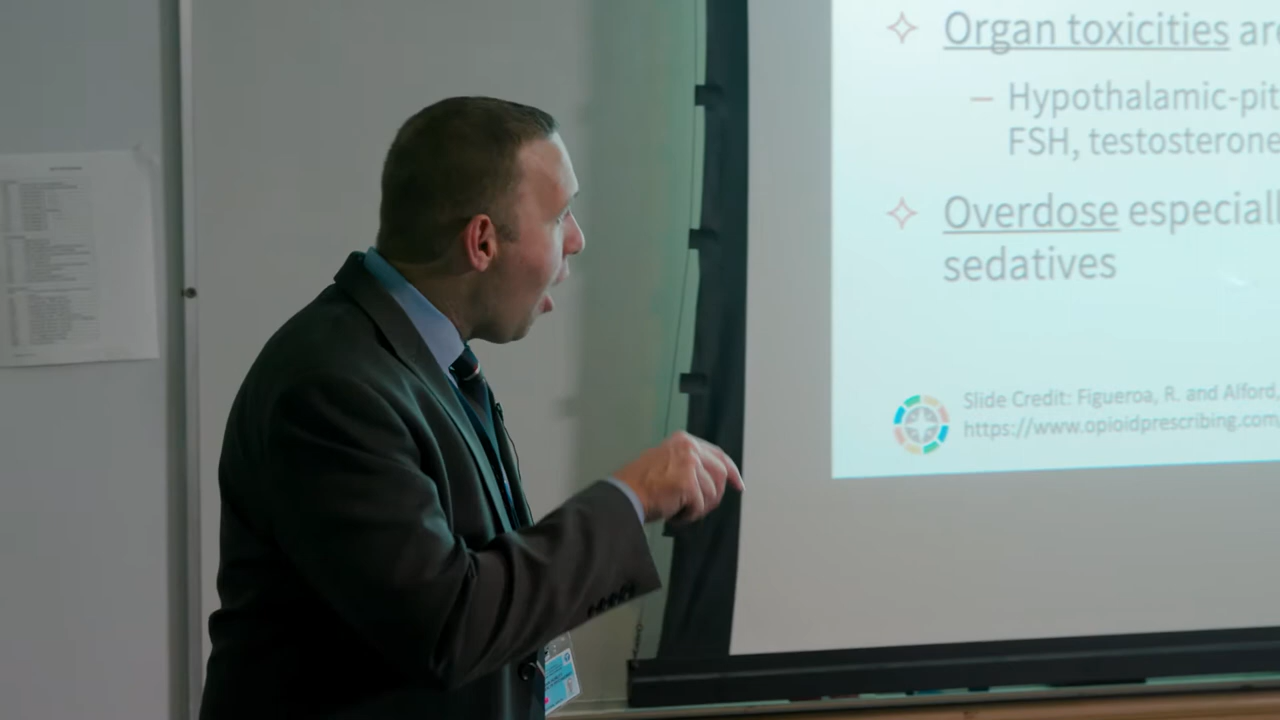 Organ toxicities are
– Hypothalamic-pit
FSH, testosterone
Overdose especiall
sedatives
Slide Credit: Figueroa, R. and Alford,
https://www.opioidprescribing.com